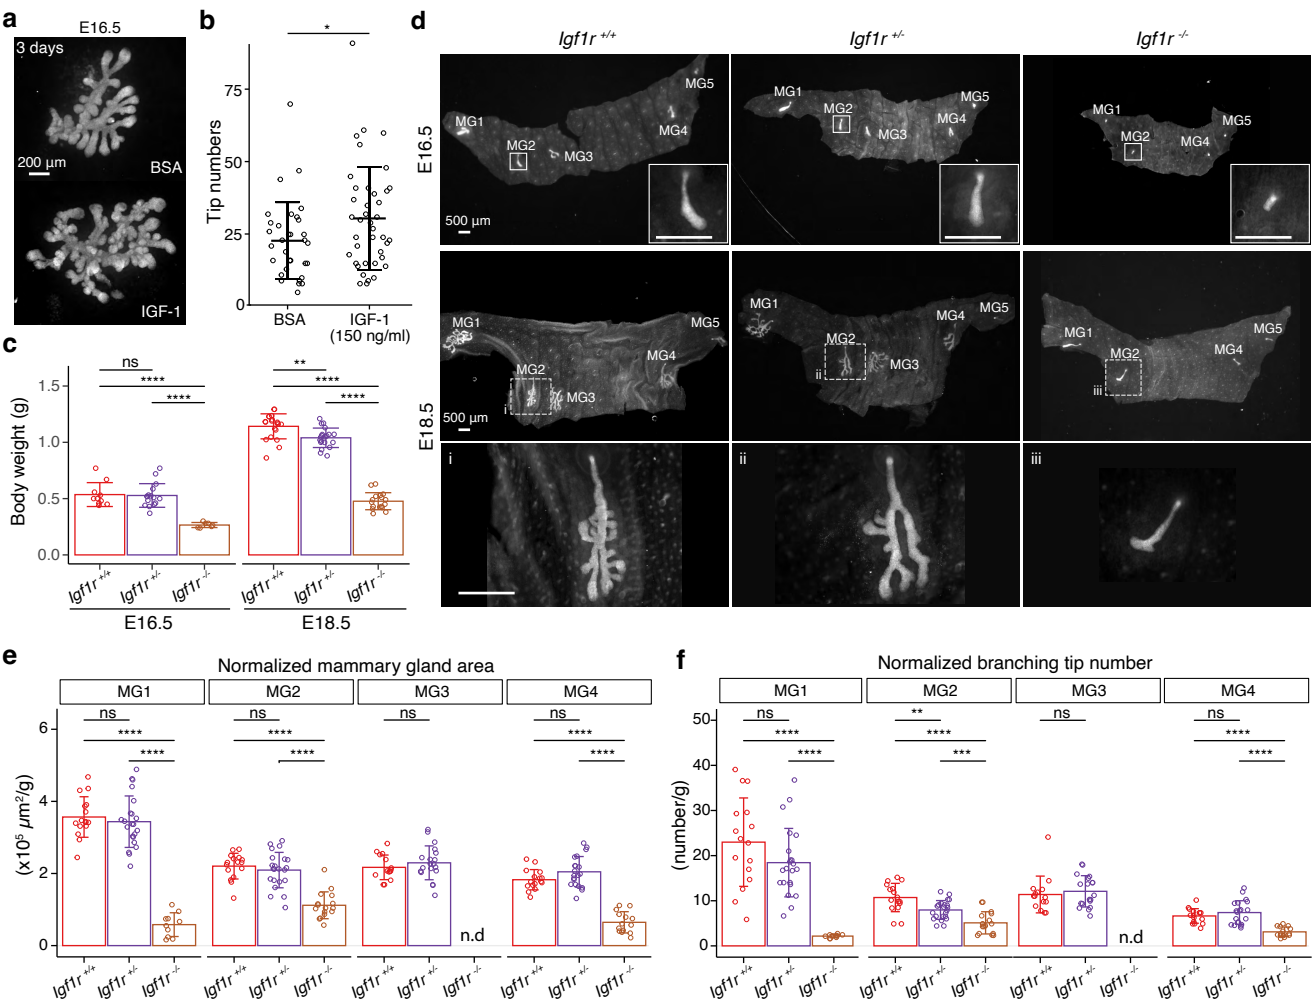 a
E16.5
3 days
200 µm
BSA
IGF-1
b
*
Tip numbers
75
50
25
0
BSA
IGF-1
(150 ng/ml)
c
ns
****
****
**
****
****
Body weight (g)
1.5
1.0
0.5
0.0
Igf1r +/+
Igf1r +/-
Igf1r -/-
Igf1r +/+
Igf1r +/-
Igf1r -/-
E16.5
E18.5
d
Igf1r +/+
Igf1r +/-
Igf1r -/-
E16.5
MG1
MG2
MG3
MG4
MG5
500 µm
MG1
MG2
MG3
MG4
MG5
MG1
MG2
MG4
MG5
E18.5
MG1
MG2
MG3
MG4
MG5
i
500 µm
MG1
MG2
MG3
MG4
MG5
ii
MG1
MG2
MG4
MG5
iii
i
ii
iii
e
Normalized mammary gland area
MG1
MG2
MG3
MG4
ns
****
****
ns
****
****
ns
ns
****
****
(x10⁵ µm²/g)
6
4
2
0
n.d
Igf1r +/+
Igf1r +/-
Igf1r -/-
Igf1r +/+
Igf1r +/-
Igf1r -/-
Igf1r +/+
Igf1r +/-
Igf1r -/-
Igf1r +/+
Igf1r +/-
Igf1r -/-
f
Normalized branching tip number
MG1
MG2
MG3
MG4
ns
****
****
**
****
***
ns
ns
****
****
(number/g)
50
40
30
20
10
0
n.d
Igf1r +/+
Igf1r +/-
Igf1r -/-
Igf1r +/+
Igf1r +/-
Igf1r -/-
Igf1r +/+
Igf1r +/-
Igf1r -/-
Igf1r +/+
Igf1r +/-
Igf1r -/-